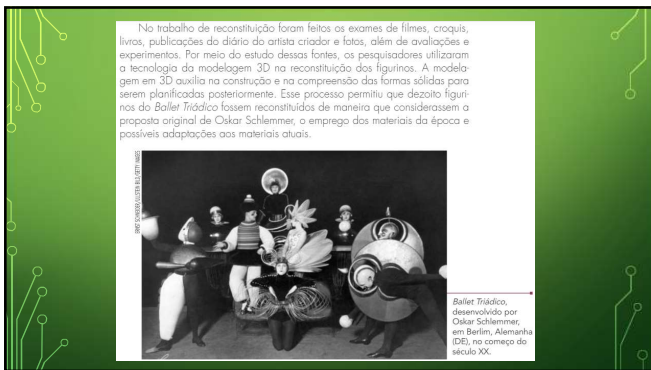 No trabalho de reconstituição foram feitos os exames de filmes, croquis,
livros, publicações do diário do artista criador e fotos, além de avaliações e
experimentos. Por meio do estudo dessas fontes, os pesquisadores utilizaram
a tecnologia da modelagem 3D na reconstituição dos figurinos. A modela-
gem em 3D auxilia na construção e na compreensão das formas sólidas para
serem planificadas posteriormente. Esse processo permitiu que dezoito figuri-
nos do Ballet Triádico fossem reconstituídos de maneira que considerassem a
proposta original de Oskar Schlemmer, o emprego dos materiais da época e
possíveis adaptações aos materiais atuais.
Ballet Triádico,
desenvolvido por
Oskar Schlemmer,
em Berlim, Alemanha
(DE), no começo do
século XX.